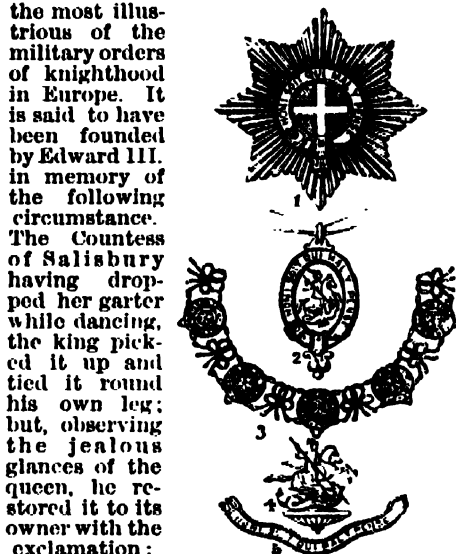 the most illus-
trious of the
military orders
of knighthood
in Europe. It
is said to have
been founded
by Edward III.
in memory of
the following
circumstance.
The Countess
of Salisbury
having drop-
ped her garter
while dancing,
the king pick-
ed it up and
tied it round
his own leg;
but, observing
the jealous
glances of the
queen, he re-
stored it to its
owner with the
exclamation:
1
2
3
4